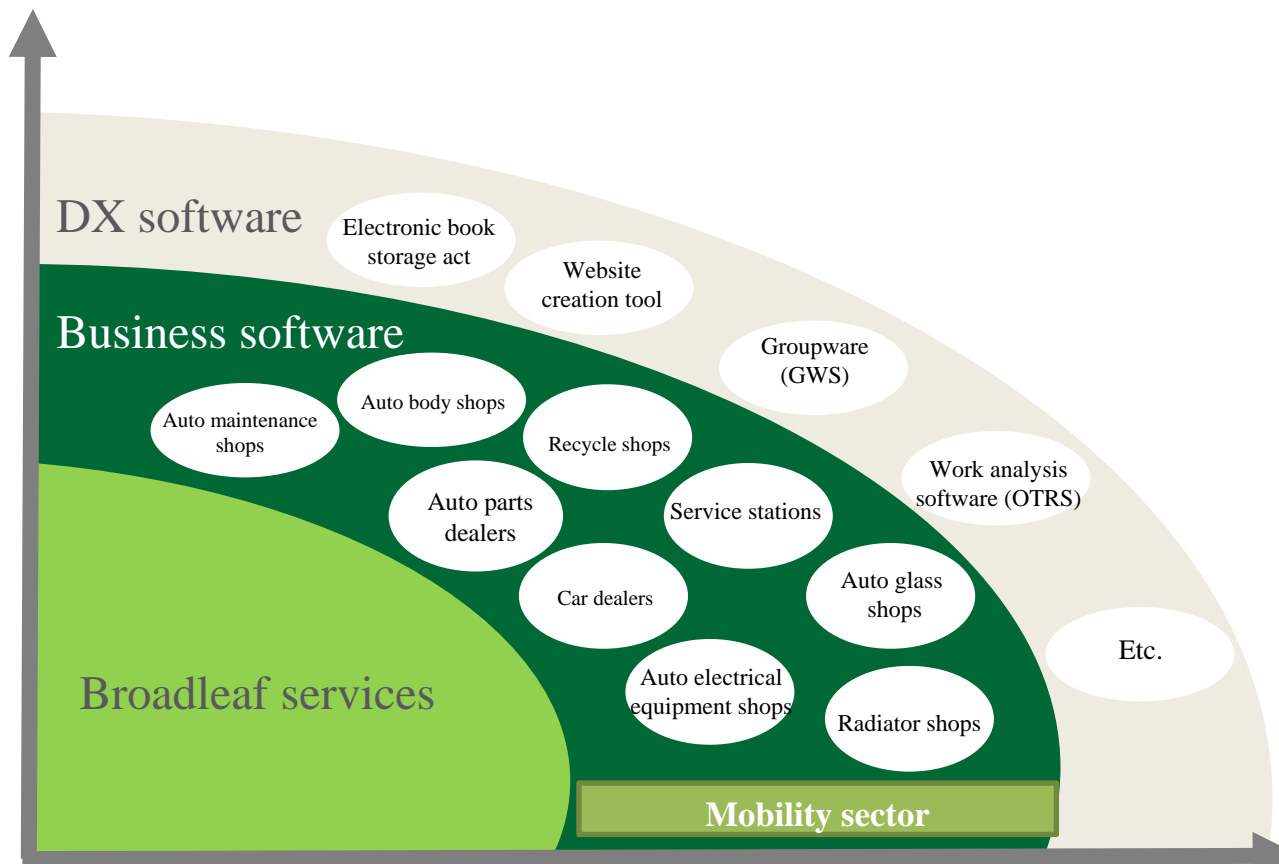 DX software
Electronic book
storage act
Website
creation tool
Groupware
(GWS)
Work analysis
software (OTRS)
Etc.
Business software
Auto maintenance
shops
Auto body shops
Recycle shops
Auto parts
dealers
Service stations
Car dealers
Auto glass
shops
Auto electrical
equipment shops
Radiator shops
Broadleaf services
Mobility sector